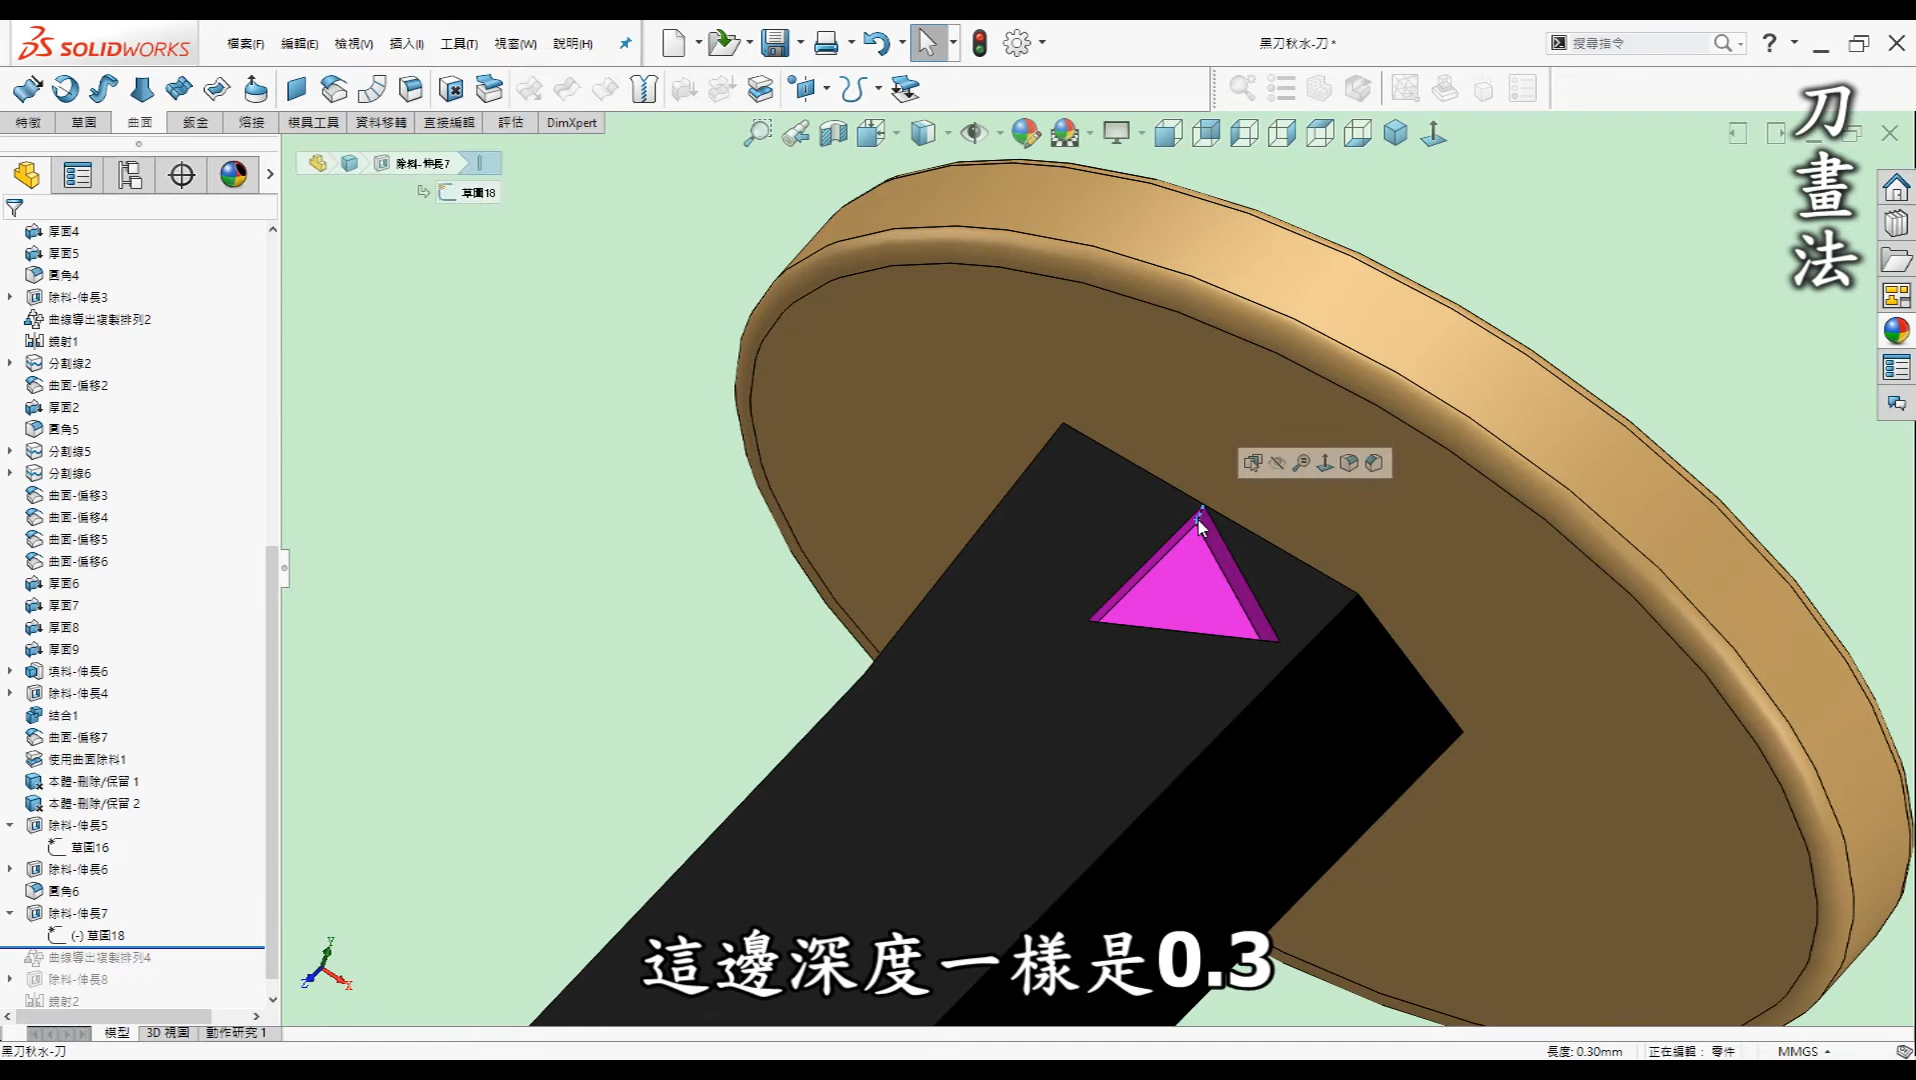 SOLIDWORKS
檔案(F) 編輯(E) 檢視(V) 插入(I) 工具(T) 視窗(W) 說明(H)
黑刀秋水-刀 *
搜尋指令
特徵 草圖 曲面 鈑金 熔接 模具工具 資料移轉 直接編輯 評估 DimXpert
除料-伸長7
草圖18
刀畫法
厚面4
厚面5
圓角4
除料-伸長3
曲線導出複製排列2
鏡射1
分割線2
曲面-偏移2
厚面2
圓角5
分割線5
分割線6
曲面-偏移3
曲面-偏移4
曲面-偏移5
曲面-偏移6
厚面6
厚面7
厚面8
厚面9
填料-伸長6
除料-伸長4
結合1
曲面-偏移7
使用曲面除料1
本體-刪除/保留 1
本體-刪除/保留 2
除料-伸長5
草圖16
除料-伸長6
圓角6
除料-伸長7
(-) 草圖18
曲線導出複製排列4
除料-伸長8
鏡射2
Y
Z
X
這邊深度一樣是0.3
模型 3D 視圖 動作研究 1
黑刀秋水-刀
長度: 0.30mm 正在編輯： 零件 MMGS